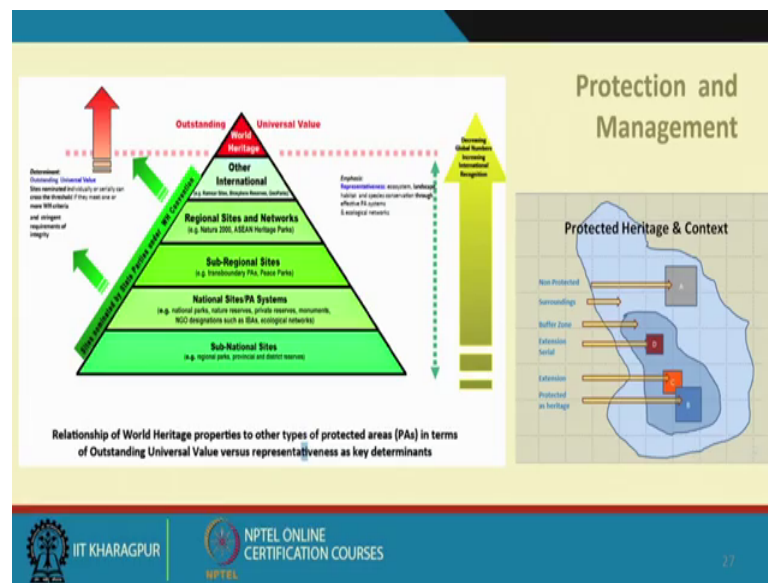 Protection and
Management
Outstanding Universal Value
World
Heritage
Other
International
(e.g. Ramsar Sites, Biosphere Reserves, GeoParks)
Regional Sites and Networks
(e.g. Natura 2000, ASEAN Heritage Parks)
Sub-Regional Sites
(e.g. transboundary PAs, Peace Parks)
National Sites/PA Systems
(e.g. national parks, nature reserves, private reserves, monuments,
NGO designations such as IBAs, ecological networks)
Sub-National Sites
(e.g. regional parks, provincial and district reserves)
Sites nominated by State Parties under WH Convention
Determinant:
Outstanding Universal Value
Sites nominated individually or serially can
cross the threshold if they meet one or
more WH criteria
and stringent
requirements of
integrity
Emphasis:
Representativeness: ecosystem, landscape,
habitat and species conservation through
effective PA systems
& ecological networks
Decreasing
Global Numbers
Increasing
International
Recognition
Relationship of World Heritage properties to other types of protected areas (PAs) in terms
of Outstanding Universal Value versus representativeness as key determinants
Protected Heritage & Context
Non Protected
Surroundings
Buffer Zone
Extension
Serial
Extension
Protected
as heritage
A
D
C
B
IIT KHARAGPUR
NPTEL
NPTEL ONLINE
CERTIFICATION COURSES
27